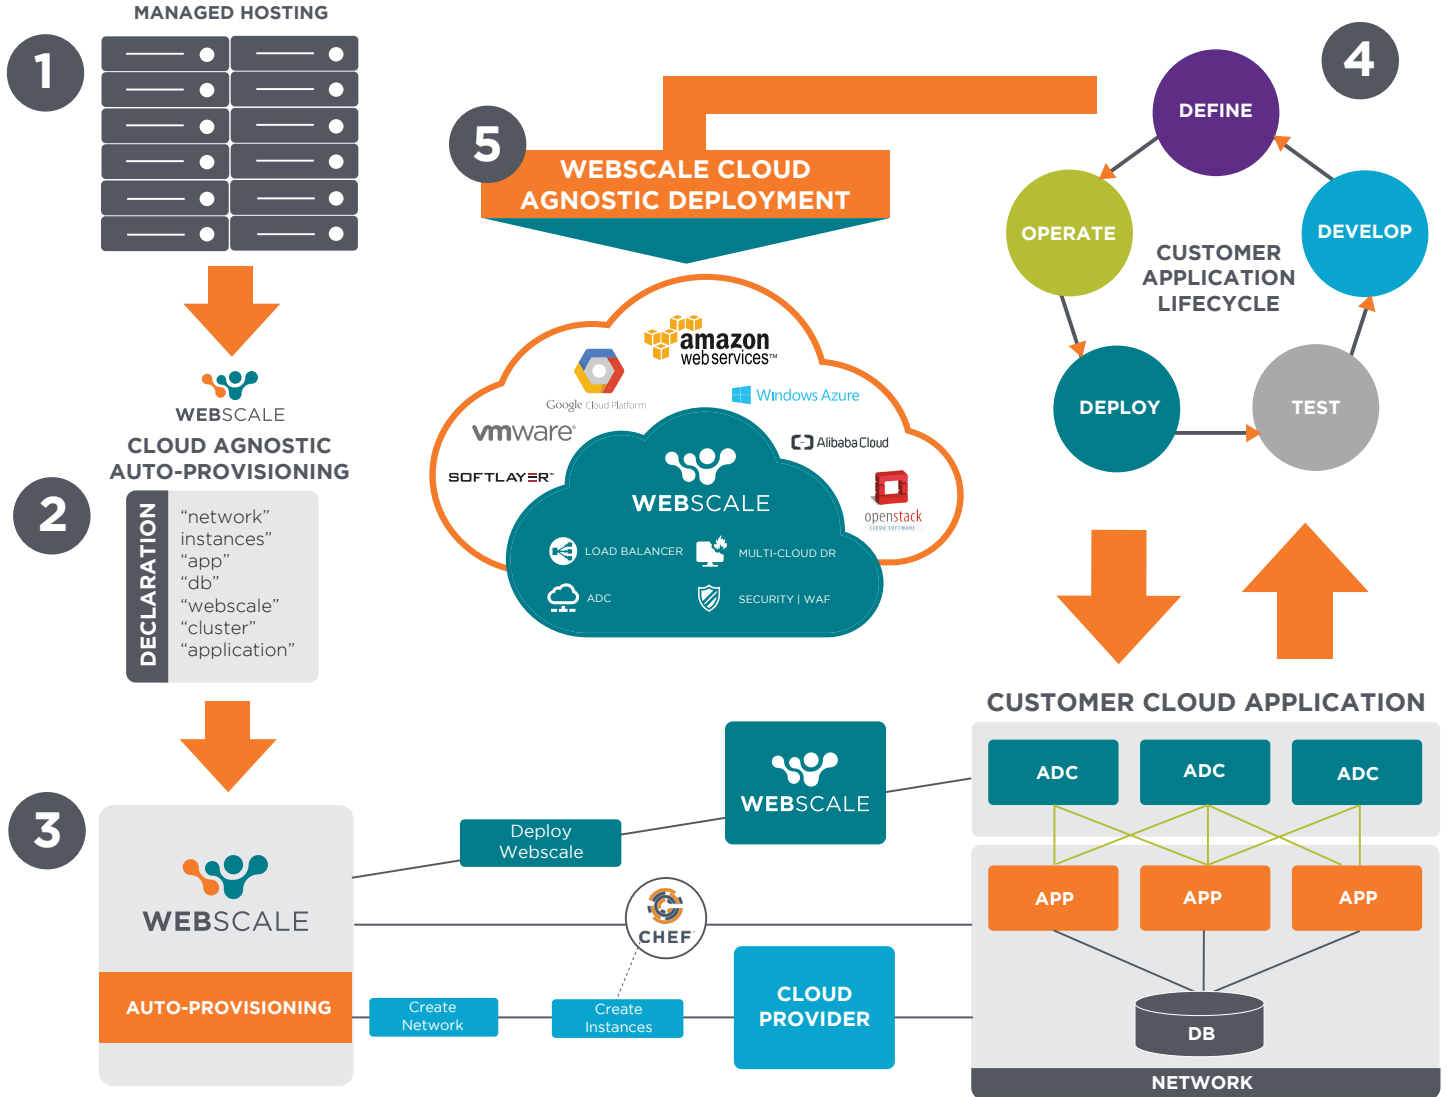 MANAGED HOSTING
1
WEBSCALE
CLOUD AGNOSTIC
AUTO-PROVISIONING
2
DECLARATION
“network”
instances”
“app”
“db”
“webscale”
“cluster”
“application”
3
WEBSCALE
AUTO-PROVISIONING
Deploy
Webscale
WEBSCALE
CHEF
Create
Network
Create
Instances
CLOUD
PROVIDER
4
DEFINE
OPERATE
DEVELOP
CUSTOMER
APPLICATION
LIFECYCLE
DEPLOY
TEST
CUSTOMER CLOUD APPLICATION
ADC
ADC
ADC
APP
APP
APP
DB
NETWORK
5
WEBSCALE CLOUD
AGNOSTIC DEPLOYMENT
amazon
web services™
Google Cloud Platform
Windows Azure
vmware®
Alibaba Cloud
SOFTLAYER™
openstack
CLOUD SOFTWARE
WEBSCALE
LOAD BALANCER
MULTI-CLOUD DR
ADC
SECURITY | WAF